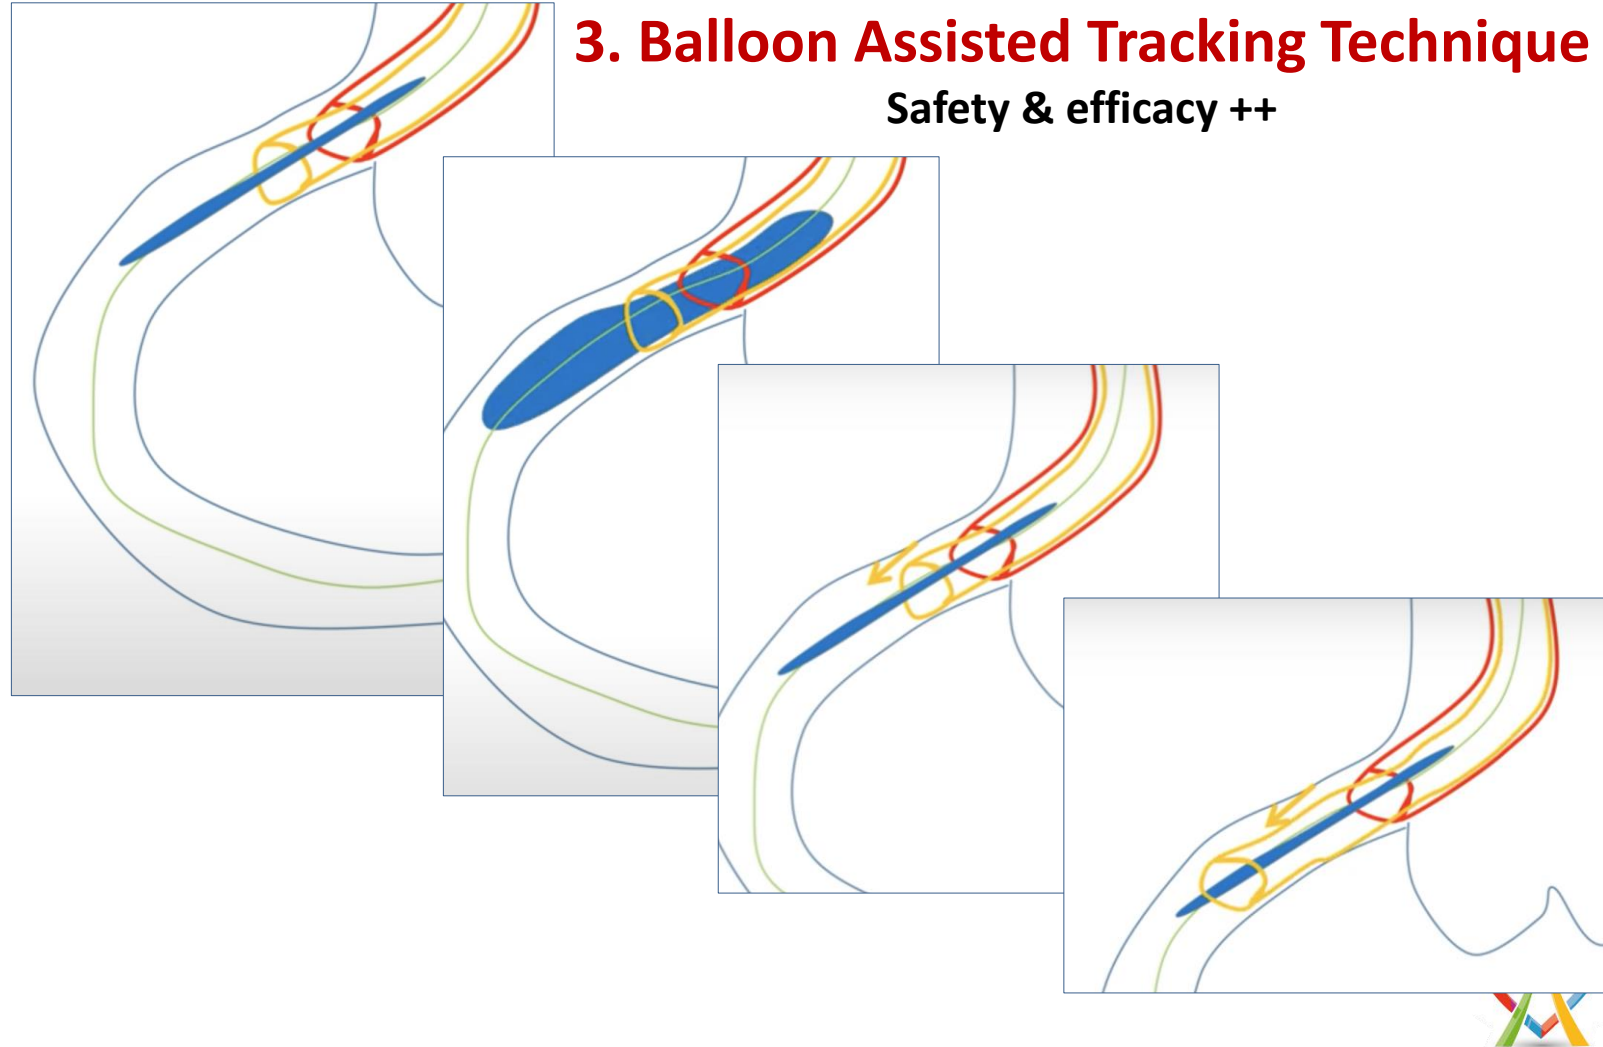 3. Balloon Assisted Tracking Technique
Safety & efficacy ++